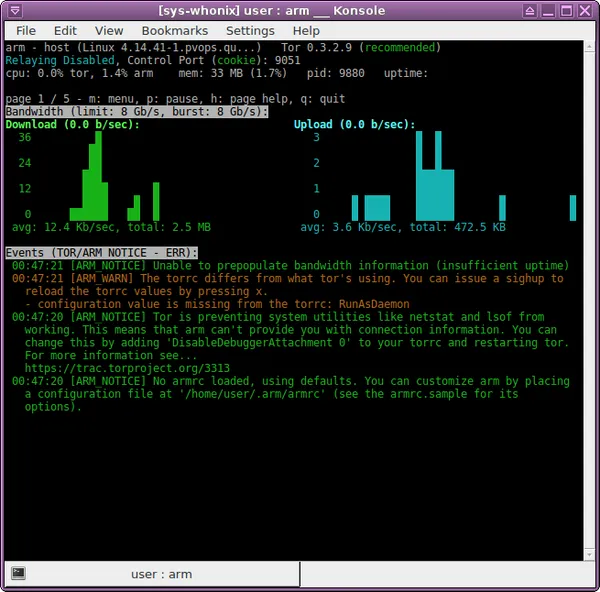 [sys-whonix] user : arm ___ Konsole
File Edit View Bookmarks Settings Help
arm - host (Linux 4.14.41-1.pvops.qu...) Tor 0.3.2.9 (recommended)
Relaying Disabled, Control Port (cookie): 9051
cpu: 0.0% tor, 1.4% arm mem: 33 MB (1.7%) pid: 9880 uptime:
page 1 / 5 - m: menu, p: pause, h: page help, q: quit
Bandwidth (limit: 8 Gb/s, burst: 8 Gb/s):
Download (0.0 b/sec): Upload (0.0 b/sec):
36 3
24 2
12 1
0 0
avg: 12.4 Kb/sec, total: 2.5 MB avg: 3.6 Kb/sec, total: 472.5 KB
Events (TOR/ARM NOTICE - ERR):
00:47:21 [ARM_NOTICE] Unable to prepopulate bandwidth information (insufficient uptime)
00:47:21 [ARM_WARN] The torrc differs from what tor's using. You can issue a sighup to
reload the torrc values by pressing x.
- configuration value is missing from the torrc: RunAsDaemon
00:47:20 [ARM_NOTICE] Tor is preventing system utilities like netstat and lsof from
working. This means that arm can't provide you with connection information. You can
change this by adding 'DisableDebuggerAttachment 0' to your torrc and restarting tor.
For more information see...
https://trac.torproject.org/3313
00:47:20 [ARM_NOTICE] No armrc loaded, using defaults. You can customize arm by placing
a configuration file at '/home/user/.arm/armrc' (see the armrc.sample for its
options).
user : arm